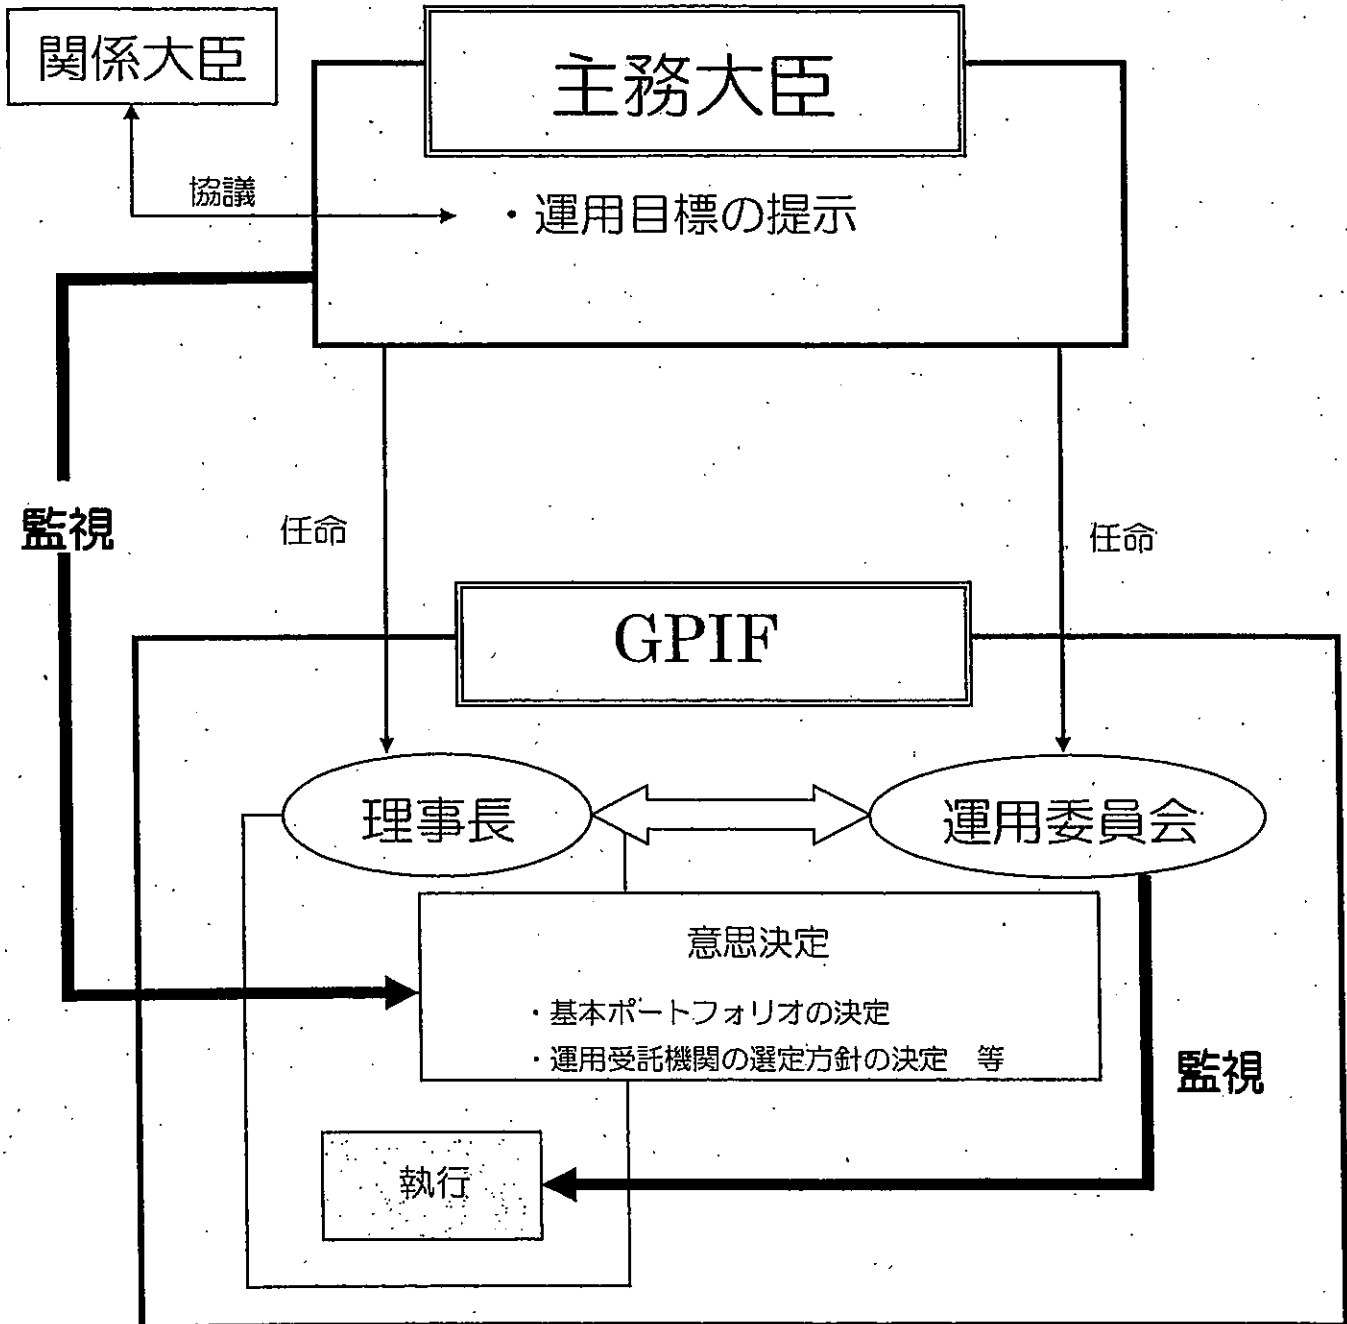 関係大臣
主務大臣
協議
・運用目標の提示
監視
任命
任命
GPIF
理事長
運用委員会
意思決定
・基本ポートフォリオの決定
・運用受託機関の選定方針の決定　等
監視
執行